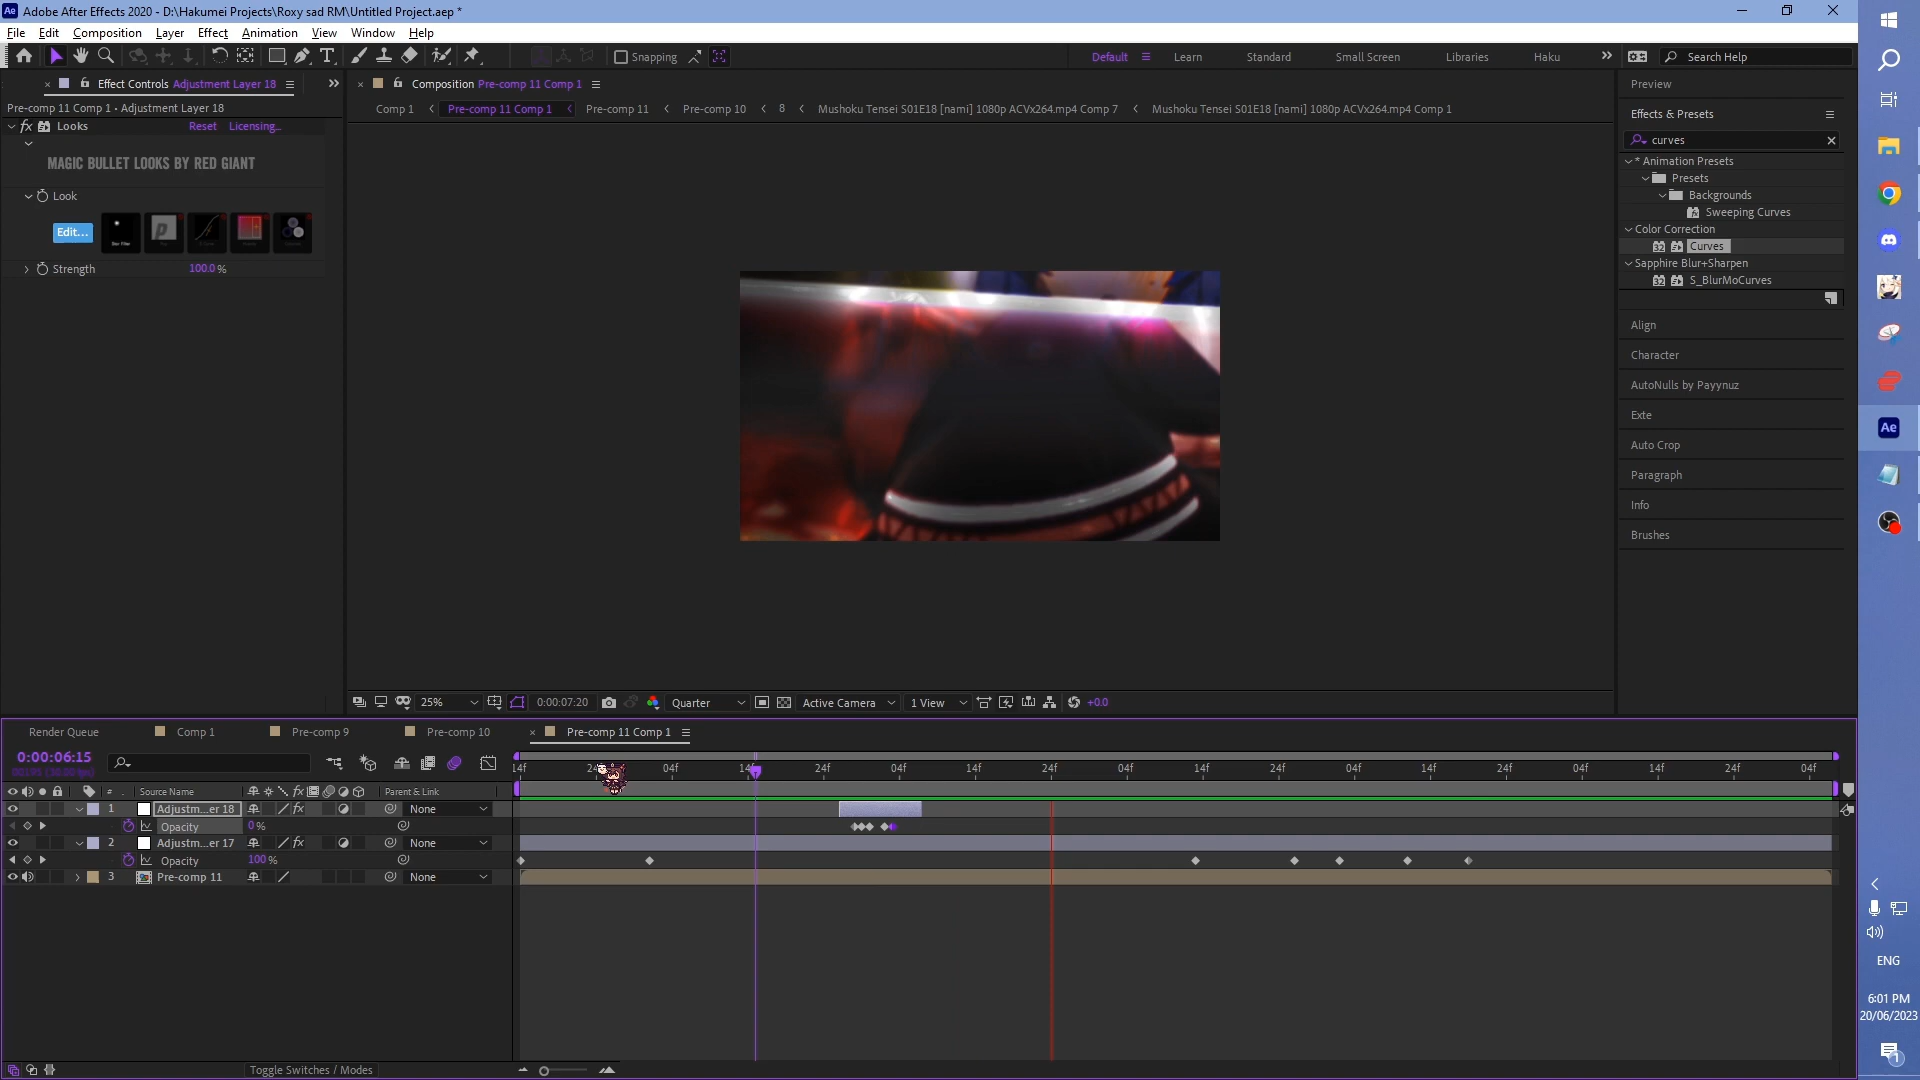 Adobe After Effects 2020 - D:\Hakumei Projects\Roxy sad RM\Untitled Project.aep *
File Edit Composition Layer Effect Animation View Window Help
Snapping Default Learn Standard Small Screen Libraries Haku Search Help
Effect Controls Adjustment Layer 18
Composition Pre-comp 11 Comp 1
Preview
Pre-comp 11 Comp 1 • Adjustment Layer 18
Comp 1 Pre-comp 11 Comp 1 Pre-comp 11 Pre-comp 10 8 Mushoku Tensei S01E18 [nami] 1080p ACVx264.mp4 Comp 7 Mushoku Tensei S01E18 [nami] 1080p ACVx264.mp4 Comp 1
Effects & Presets
fx Looks Reset Licensing...
curves
MAGIC BULLET LOOKS BY RED GIANT
* Animation Presets
Presets
Look
Backgrounds
Sweeping Curves
Edit...
Color Correction
Curves
Strength 100.0 %
Sapphire Blur+Sharpen
S_BlurMoCurves
Align
Character
AutoNulls by Payynuz
Exte
Auto Crop
Paragraph
Info
Brushes
25% 0:00:07:20 Quarter Active Camera 1 View +0.0
Render Queue Comp 1 Pre-comp 9 Pre-comp 10 Pre-comp 11 Comp 1
0:00:06:15
14f 24f 04f 14f 24f 04f 14f 24f 04f 14f 24f 04f 14f 24f 04f 14f 24f 04f
# Source Name fx Parent & Link
1 Adjustm...er 18 fx None
Opacity 0 %
2 Adjustm...er 17 fx None
Opacity 100 %
3 Pre-comp 11 None
Toggle Switches / Modes
Ae
ENG
6:01 PM
20/06/2023
1